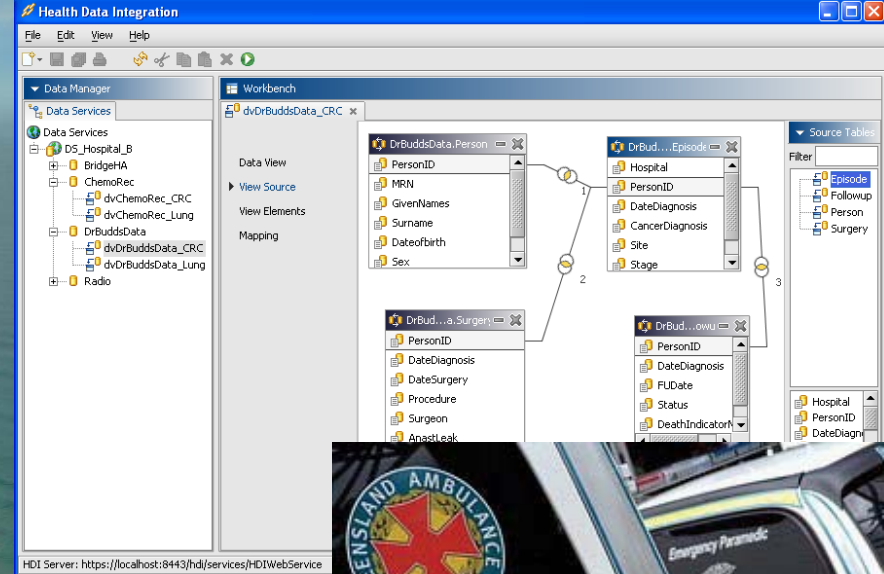 Health Data Integration
File Edit View Help
Data Manager
Data Services
Data Services
DS_Hospital_B
BridgeHA
ChemoRec
dvChemoRec_CRC
dvChemoRec_Lung
DrBuddsData
dvDrBuddsData_CRC
dvDrBuddsData_Lung
Radio
Workbench
dvDrBuddsData_CRC
Data View
View Source
View Elements
Mapping
DrBuddsData.Person
PersonID
MRN
GivenNames
Surname
Dateofbirth
Sex
1
DrBud....Episode
Hospital
PersonID
DateDiagnosis
CancerDiagnosis
Site
Stage
2
3
DrBud...a.Surgery
PersonID
DateDiagnosis
DateSurgery
Procedure
Surgeon
AnastLeak
DrBud...owu
PersonID
DateDiagnosis
FUDate
Status
DeathIndicatorN
Source Tables
Filter
Episode
Followup
Person
Surgery
Hospital
PersonID
DateDiagn
HDI Server: https://localhost:8443/hdi/services/HDIWebService
ENSLAND AMBULANCE
Emergency Paramedic